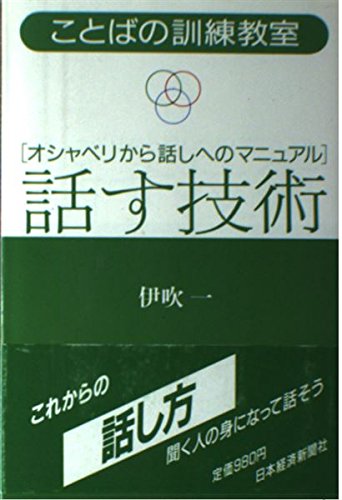 ことばの訓練教室
[オシャベリから話しへのマニュアル]
話す技術
伊吹 一
これからの
話し方
聞く人の身になって話そう
定価980円
日本経済新聞社